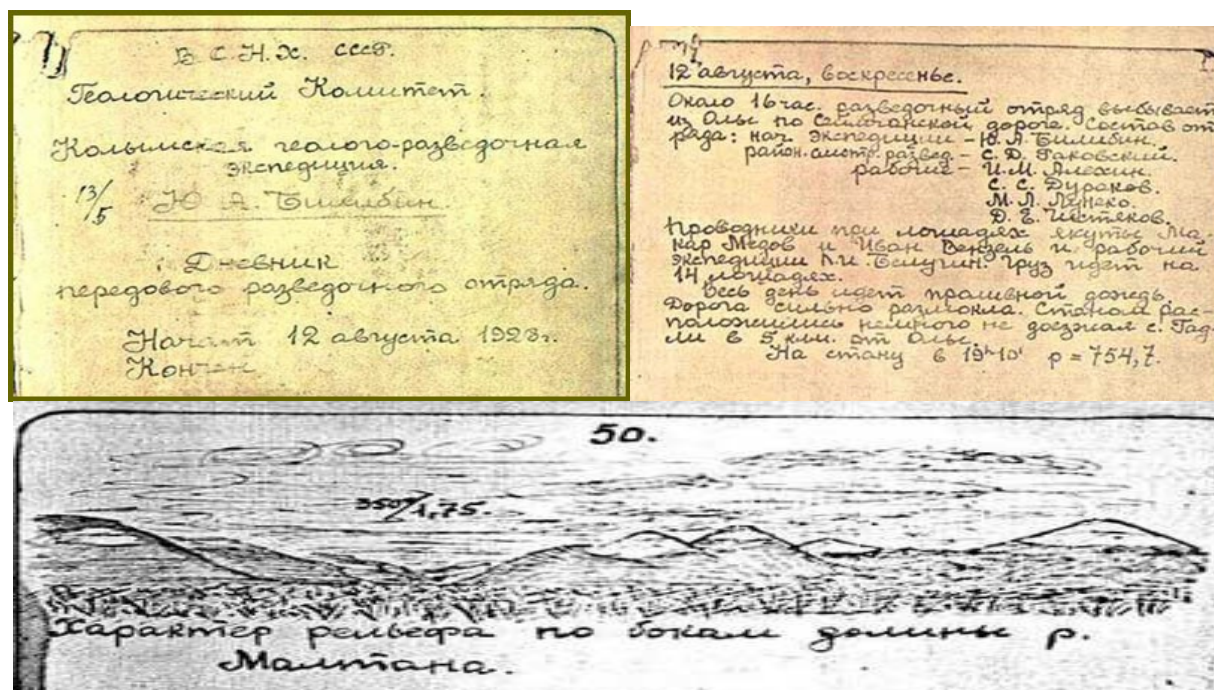 В. С. Н. Х. СССР.
Геологический Комитет.
Колымская геолого-разведочная
экспедиция.
13/5
Ю. А. Билибин.
Дневник
передового разведочного отряда.
Начат 12 августа 1928 г.
Кончен
12 августа, воскресенье.
Около 16 час. разведочный отряд выбывает
из Олы по Сеймчанской дороге. Состав от
ряда: нач. экспедиции – Ю. А. Билибин.
район. смотр. развед – С. Д. Раковский.
рабочие – И. М. Алехин.
С. С. Дураков.
М. Л. Лунеко.
Д. Е. Чистяков.
Проводники при лошадях якуты Ма-
кар Медов и Иван Вензель и рабочий
экспедиции П. И. Белугин. Груз идет на
14 лошадях.
Весь день идет проливной дождь.
Дорога сильно размокла. Станом рас-
положились немного не доезжая с. Гад-
ли в 5 клм. от Олы.
На стану в 19ʰ10' p = 754,7.
50.
350/1,75.
Характер рельефа по бокам долины р.
Малтана.